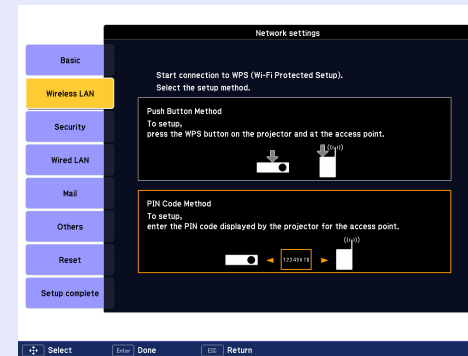 Network settings
Basic
Wireless LAN
Security
Wired LAN
Mail
Others
Reset
Setup complete
Start connection to WPS (Wi-Fi Protected Setup).
Select the setup method.
Push Button Method
To setup,
press the WPS button on the projector and at the access point.
PIN Code Method
To setup,
enter the PIN code displayed by the projector for the access point.
12345678
Select Enter Done ESC Return